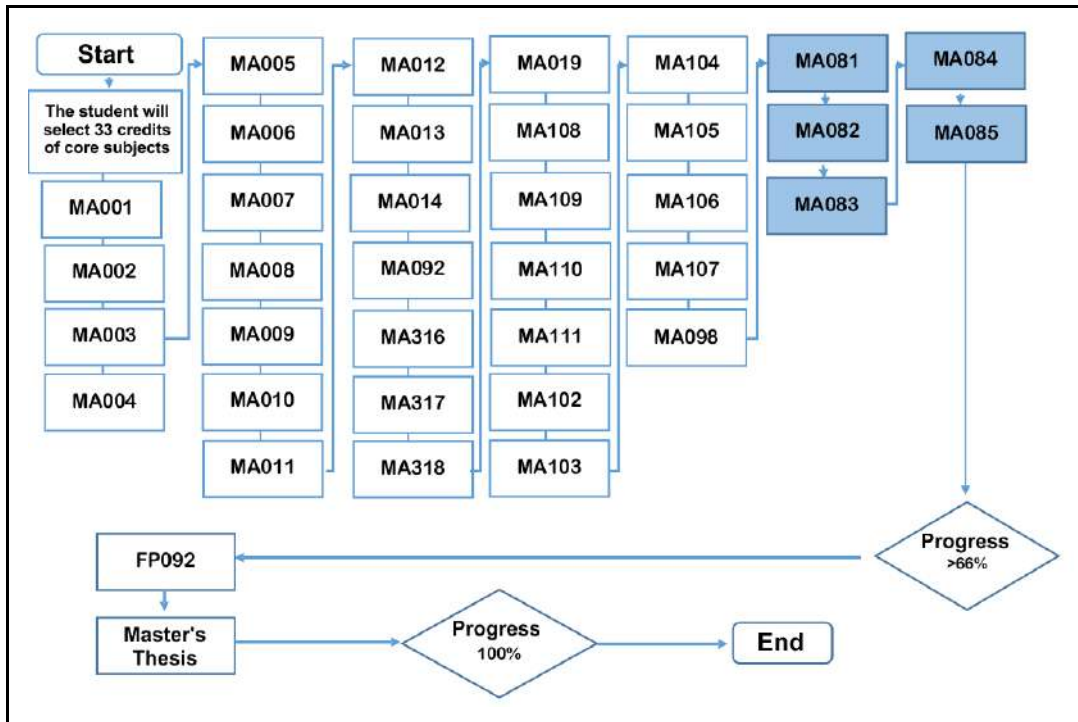 Start
The student will
select 33 credits
of core subjects
MA001
MA002
MA003
MA004
MA005
MA006
MA007
MA008
MA009
MA010
MA011
MA012
MA013
MA014
MA092
MA316
MA317
MA318
MA019
MA108
MA109
MA110
MA111
MA102
MA103
MA104
MA105
MA106
MA107
MA098
MA081
MA082
MA083
MA084
MA085
Progress
>66%
FP092
Master's
Thesis
Progress
100%
End